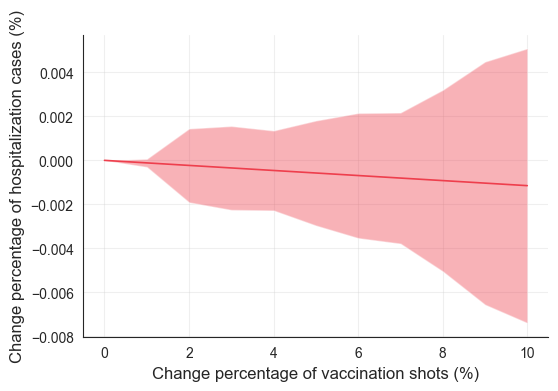 Change percentage of hospitalization cases (%)
0.004
0.002
0.000
−0.002
−0.004
−0.006
−0.008
0 2 4 6 8 10
Change percentage of vaccination shots (%)